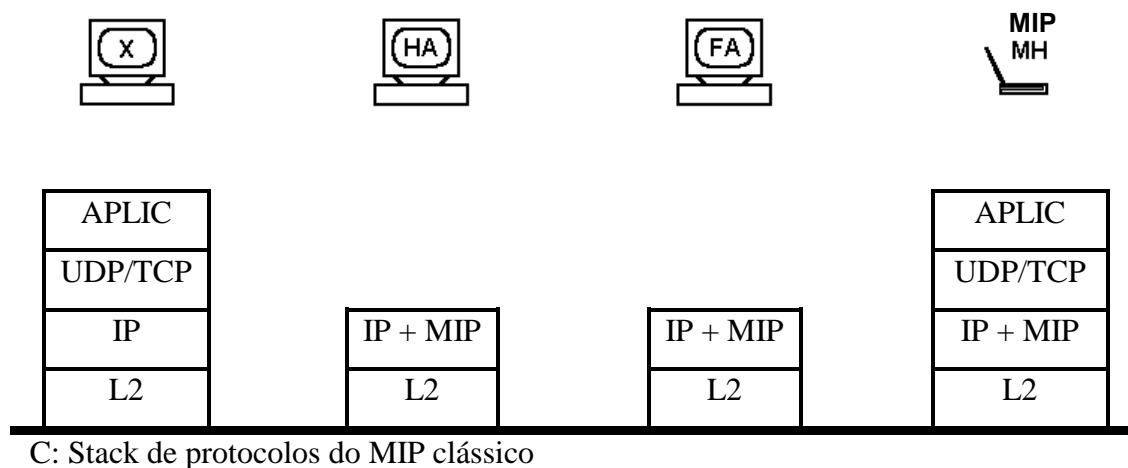 X HA FA MIP MH
APLIC APLIC
UDP/TCP UDP/TCP
IP IP + MIP IP + MIP IP + MIP
L2 L2 L2 L2
C: Stack de protocolos do MIP clássico